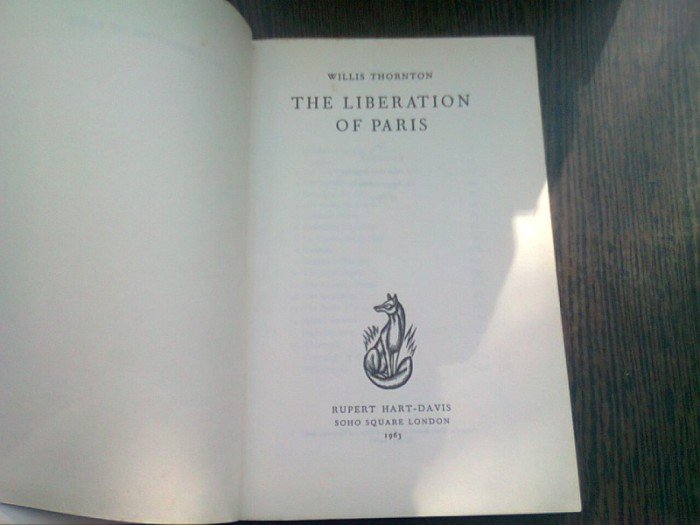 WILLIS THORNTON
THE LIBERATION
OF PARIS
RUPERT HART-DAVIS
SOHO SQUARE LONDON
1963